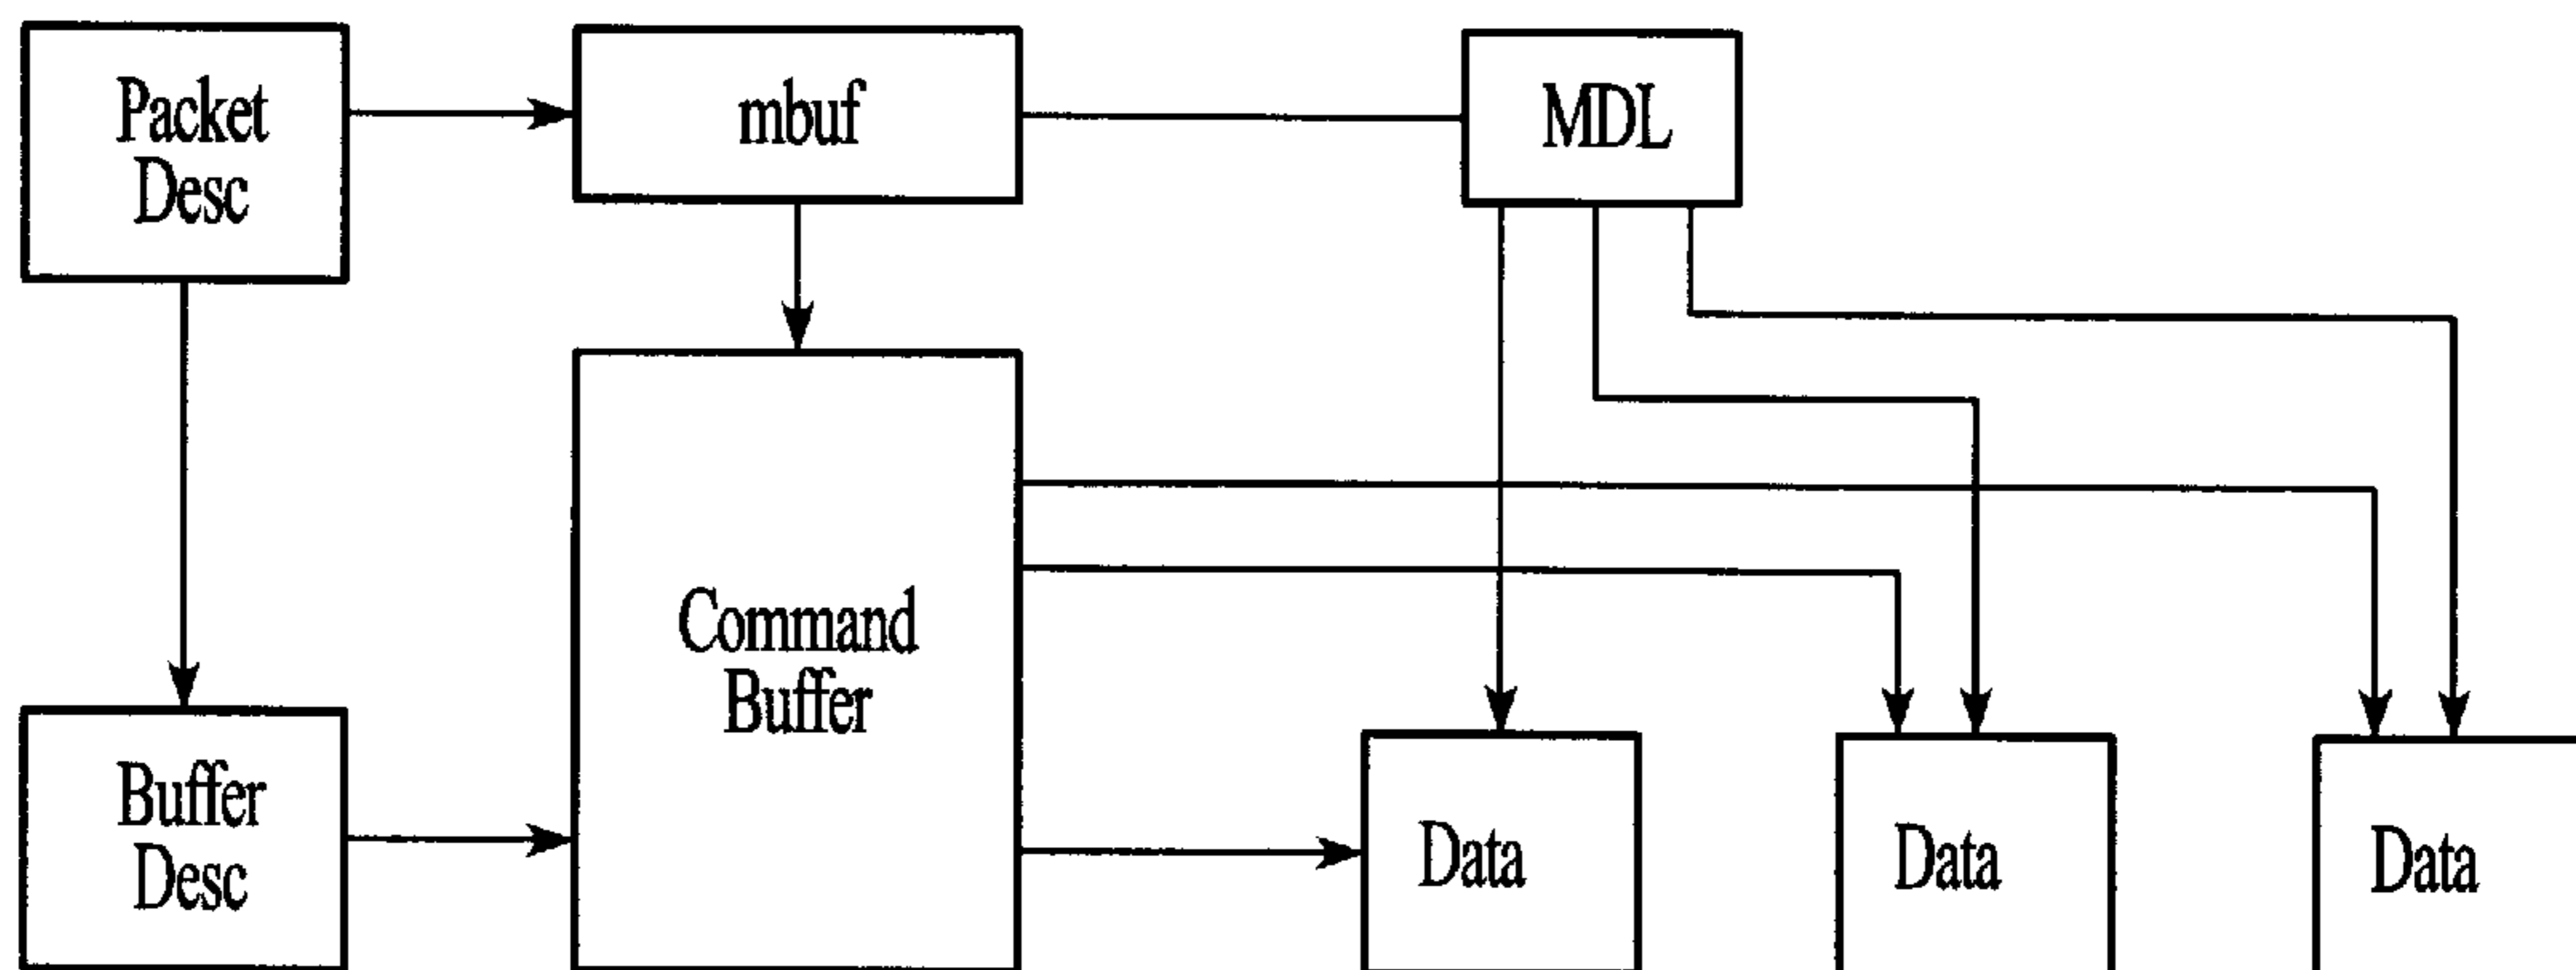 Packet
Desc
mbuf
MDL
Command
Buffer
Buffer
Desc
Data
Data
Data